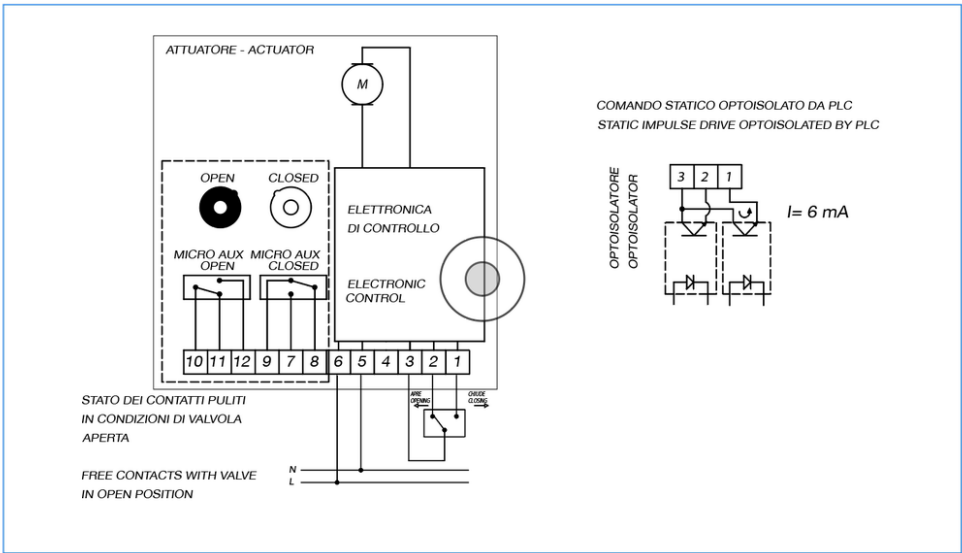 ATTUATORE - ACTUATOR
M
OPEN
CLOSED
MICRO AUX
OPEN
MICRO AUX
CLOSED
ELETTRONICA
DI CONTROLLO
ELECTRONIC
CONTROL
10 11 12 9 7 8 6 5 4 3 2 1
APRE
OPENING
CHIUDE
CLOSING
STATO DEI CONTATTI PULITI
IN CONDIZIONI DI VALVOLA
APERTA
FREE CONTACTS WITH VALVE
IN OPEN POSITION
N
L
COMANDO STATICO OPTOISOLATO DA PLC
STATIC IMPULSE DRIVE OPTOISOLATED BY PLC
OPTOISOLATORE
OPTOISOLATOR
3 2 1
I= 6 mA